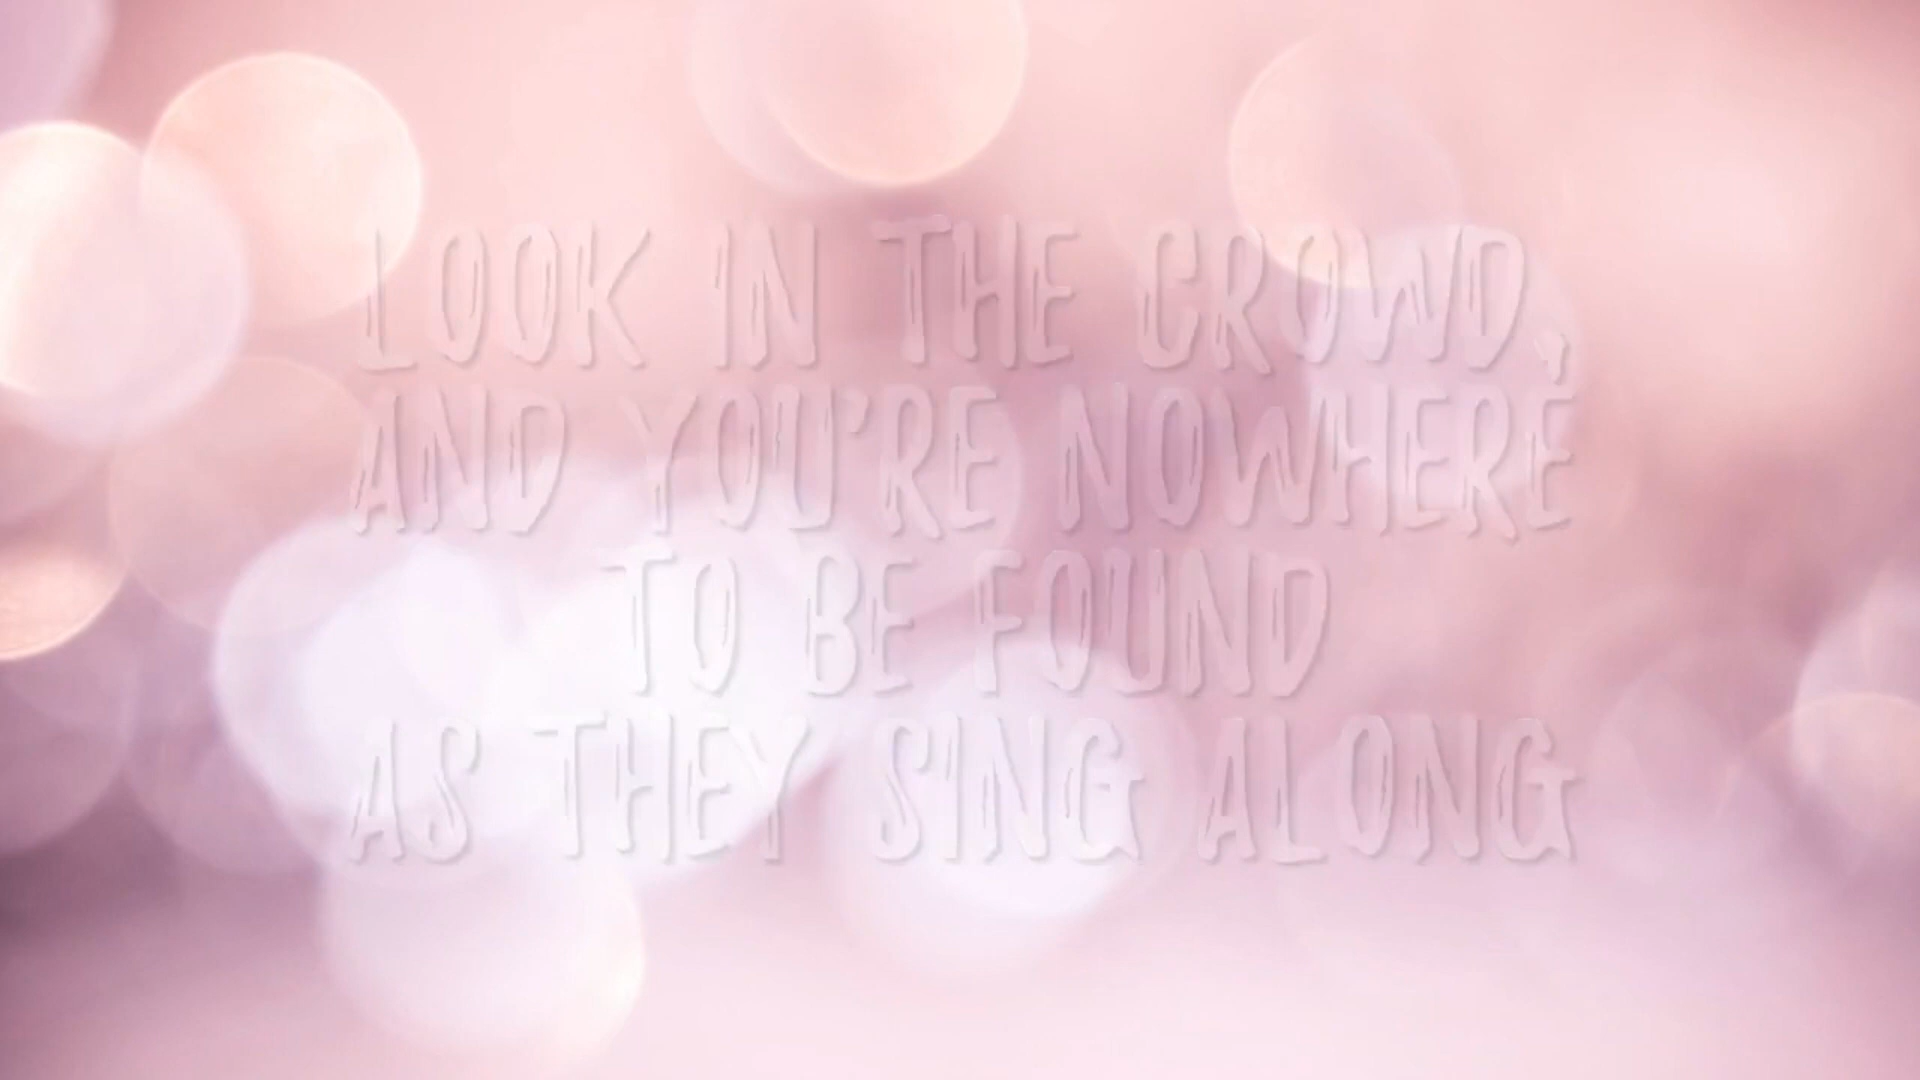 LOOK IN THE CROWD,
AND YOU'RE NOWHERE
TO BE FOUND
AS THEY SING ALONG